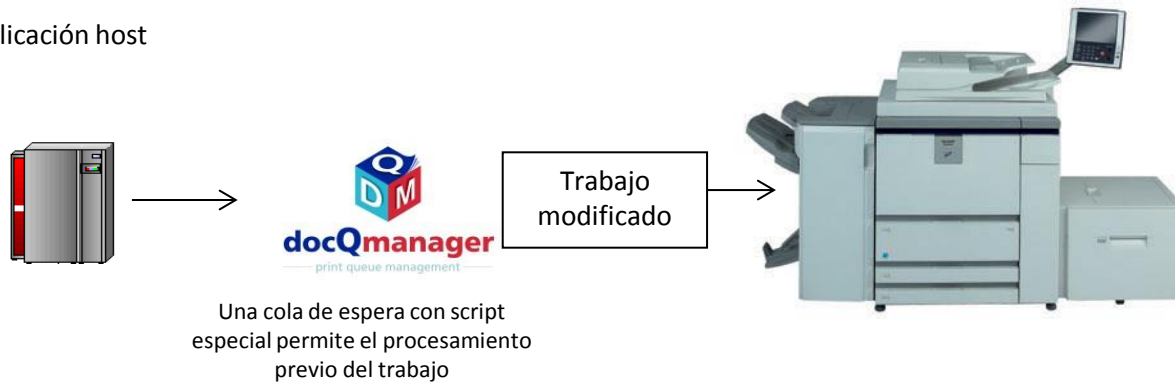 licación host
Q
D M
docQmanager
print queue management
Trabajo
modificado
Una cola de espera con script
especial permite el procesamiento
previo del trabajo